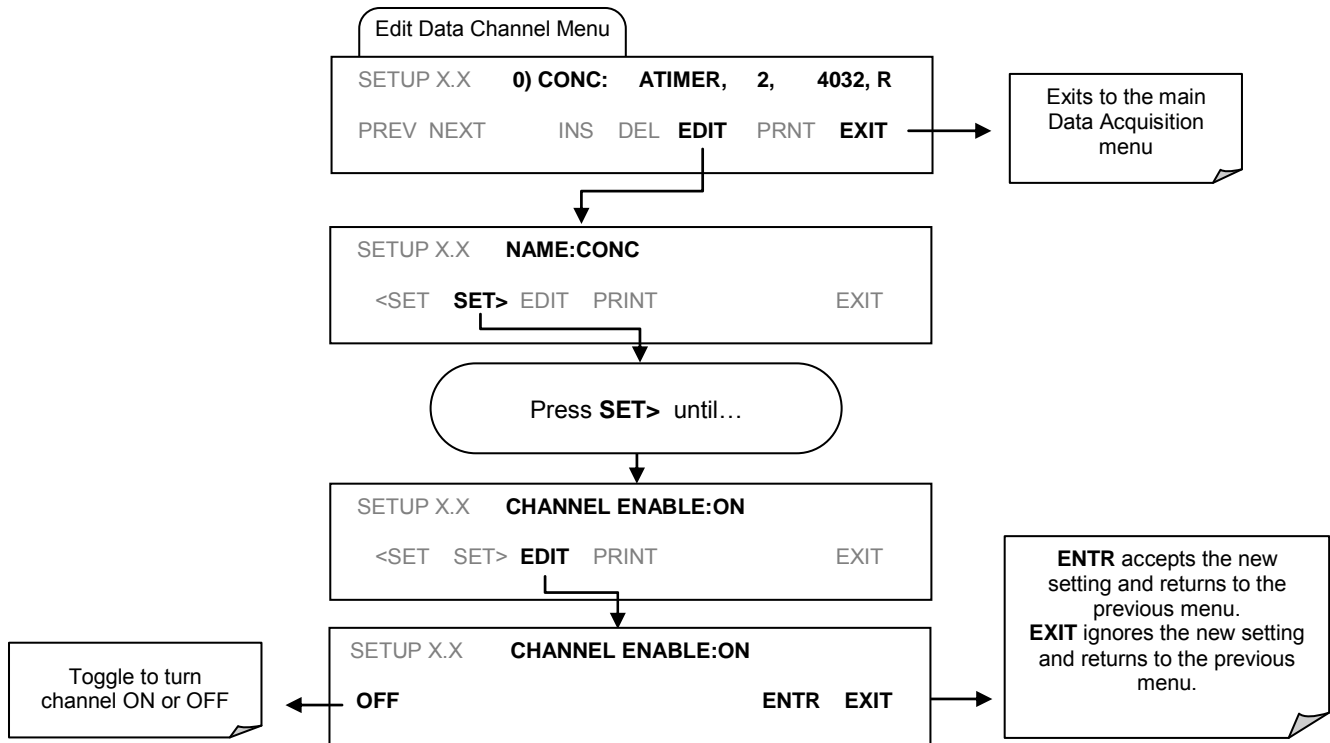 Edit Data Channel Menu
SETUP X.X 0) CONC: ATIMER, 2, 4032, R
PREV NEXT INS DEL EDIT PRNT EXIT
Exits to the main
Data Acquisition
menu
SETUP X.X NAME:CONC
<SET SET> EDIT PRINT EXIT
Press SET> until…
SETUP X.X CHANNEL ENABLE:ON
<SET SET> EDIT PRINT EXIT
SETUP X.X CHANNEL ENABLE:ON
OFF ENTR EXIT
Toggle to turn
channel ON or OFF
ENTR accepts the new
setting and returns to the
previous menu.
EXIT ignores the new setting
and returns to the previous
menu.